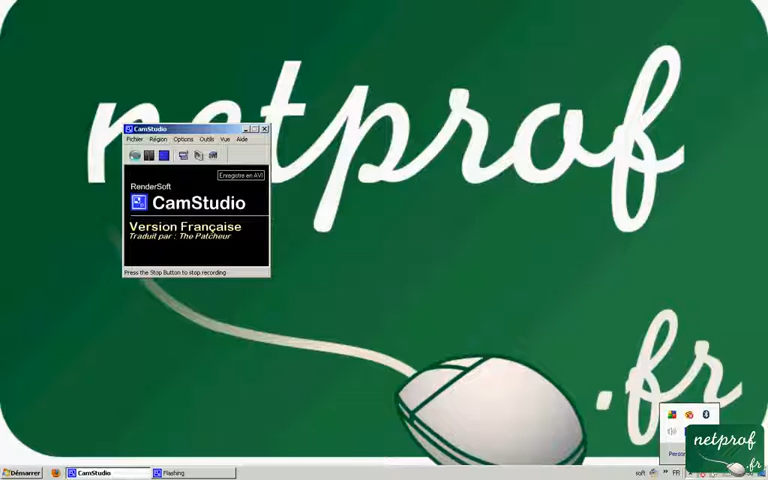 netprof
.fr
CamStudio
Fichier Région Options Outils Vue Aide
Enregistre en AVI
RenderSoft
CamStudio
Version Française
Traduit par : The Patcheur
Press the Stop Button to stop recording
Person
netprof
.fr
Démarrer CamStudio Flashing soft » FR